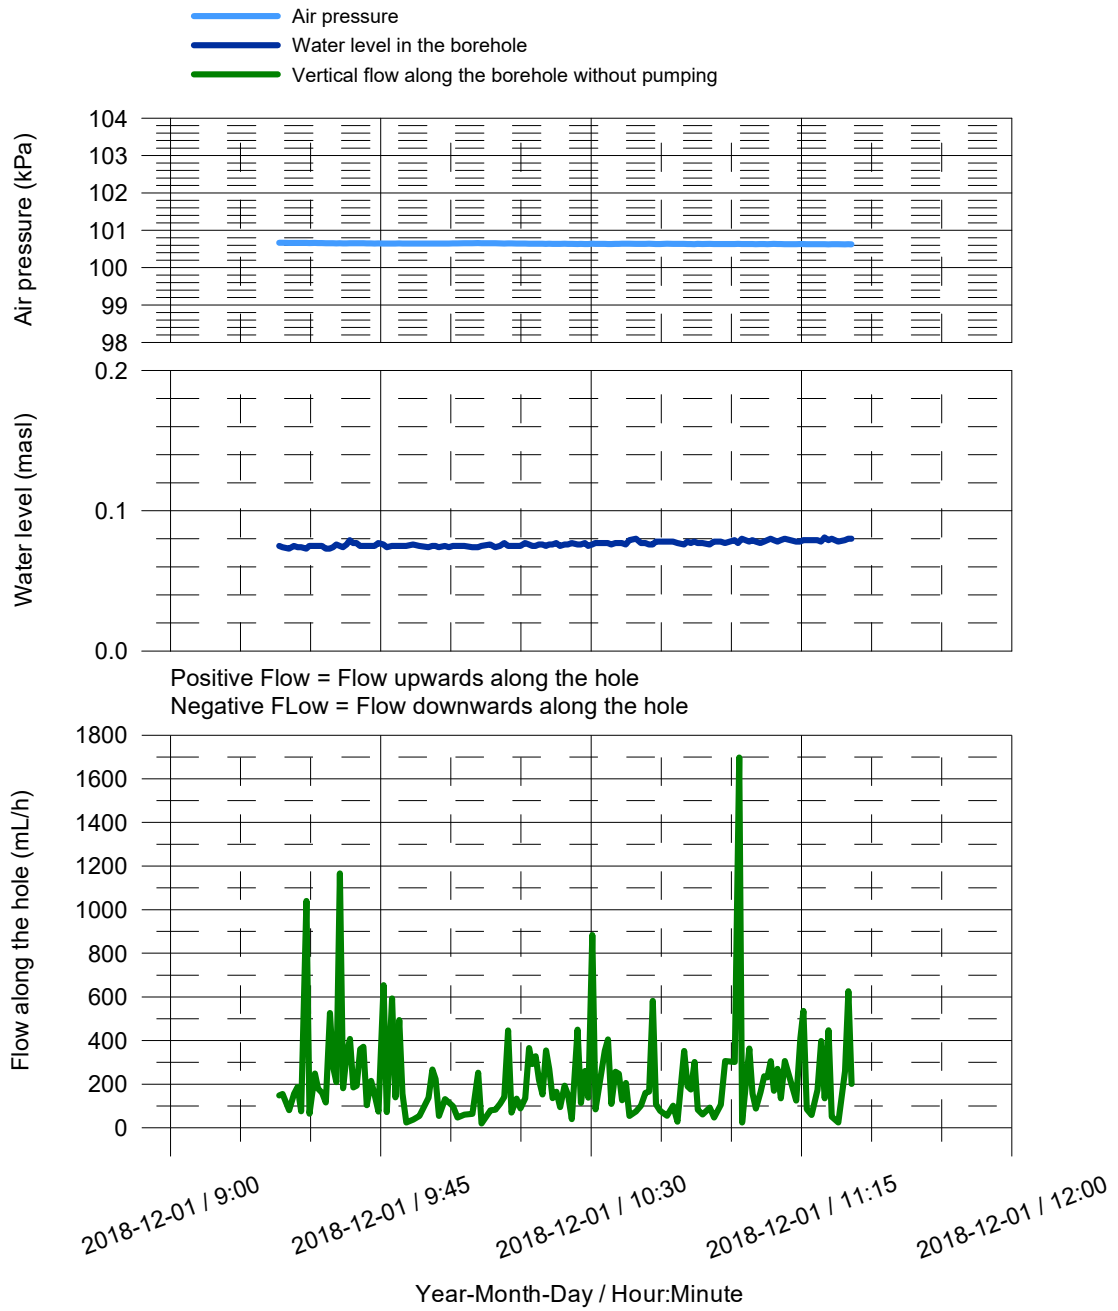 Air pressure
Water level in the borehole
Vertical flow along the borehole without pumping
Air pressure (kPa)
104
103
102
101
100
99
98
Water level (masl)
0.2
0.1
0.0
Positive Flow = Flow upwards along the hole
Negative FLow = Flow downwards along the hole
Flow along the hole (mL/h)
1800
1600
1400
1200
1000
800
600
400
200
0
2018-12-01 / 9:00
2018-12-01 / 9:45
2018-12-01 / 10:30
2018-12-01 / 11:15
2018-12-01 / 12:00
Year-Month-Day / Hour:Minute